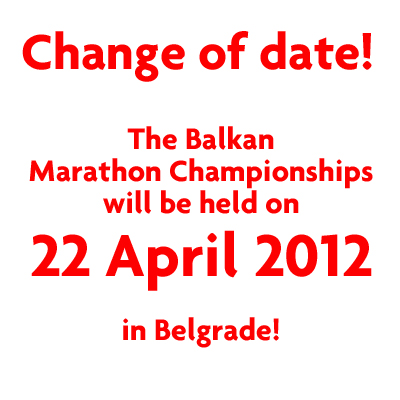 Change of date!
The Balkan
Marathon Championships
will be held on
22 April 2012
in Belgrade!